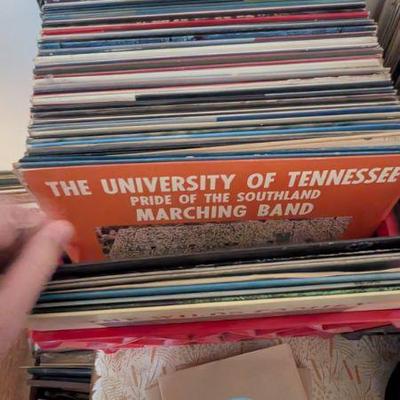 THE UNIVERSITY OF TENNESSEE
PRIDE OF THE SOUTHLAND
MARCHING BAND